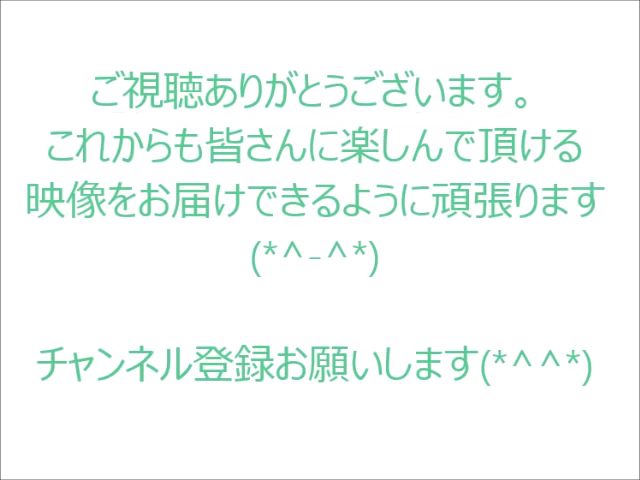 ご視聴ありがとうございます。
これからも皆さんに楽しんで頂ける
映像をお届けできるように頑張ります
(*^-^*)
チャンネル登録お願いします(*^^*)